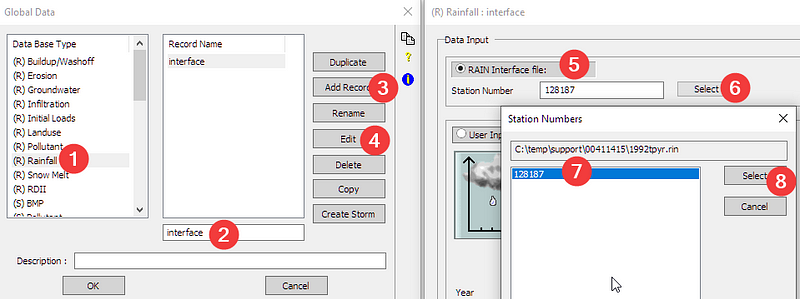 Global Data
Data Base Type
(R) Buildup/Washoff
(R) Erosion
(R) Groundwater
(R) Infiltration
(R) Initial Loads
(R) Landuse
(R) Pollutant
(R) Rainfall
1
(R) Snow Melt
(R) RDII
(S) BMP
(S) Pollutant
Record Name
interface
interface
2
Duplicate
Add Record
3
Rename
Edit
4
Delete
Copy
Create Storm
?
i
Description :
OK
Cancel
(R) Rainfall : interface
Data Input
RAIN Interface file:
5
Station Number
128187
Select
6
User Inp
Year
Station Numbers
C:\temp\support\00411415\1992tpyr.rin
128187
7
Select
8
Cancel